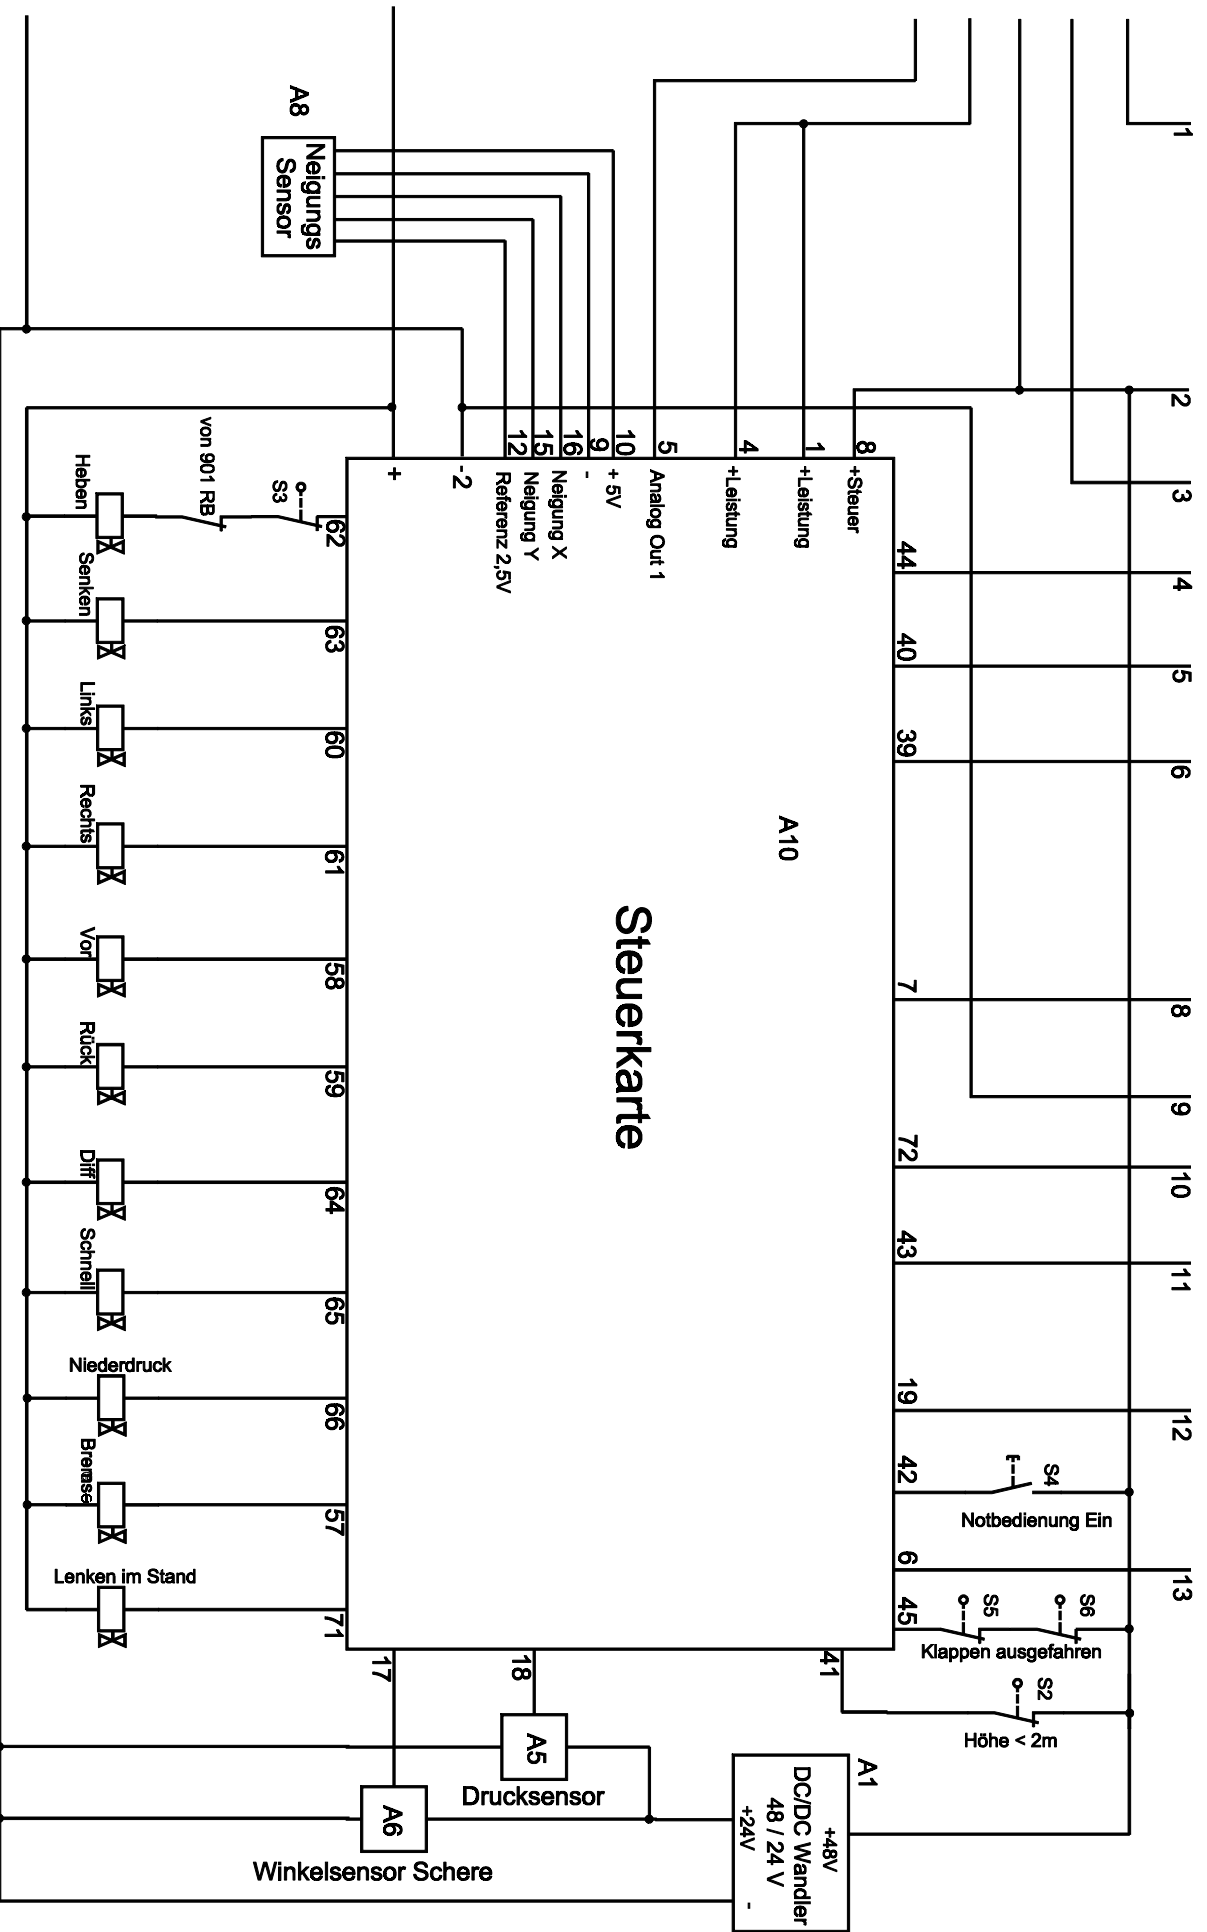 1
2
3
4
5
6
8
9
10
11
12
13
A8
Neigungs
Sensor
8
1
4
5
10
9
16
15
12
-2
+
+Steuer
+Leistung
+Leistung
Analog Out 1
+ 5V
-
Neigung X
Neigung Y
Referenz 2,5V
44
40
39
7
72
43
19
42
6
45
41
18
17
A10
Steuerkarte
S4
Notbedienung Ein
S6
S5
Klappen ausgefahren
S2
Höhe < 2m
A1
+48V
DC/DC Wandler
48 / 24 V
+24V
-
A5
Drucksensor
A6
Winkelsensor Schere
62
63
60
61
58
59
64
65
66
57
71
S3
von 901 RB
Heben
Senken
Links
Rechts
Vor
Rück
Diff
Schnell
Niederdruck
Bremse
Lenken im Stand